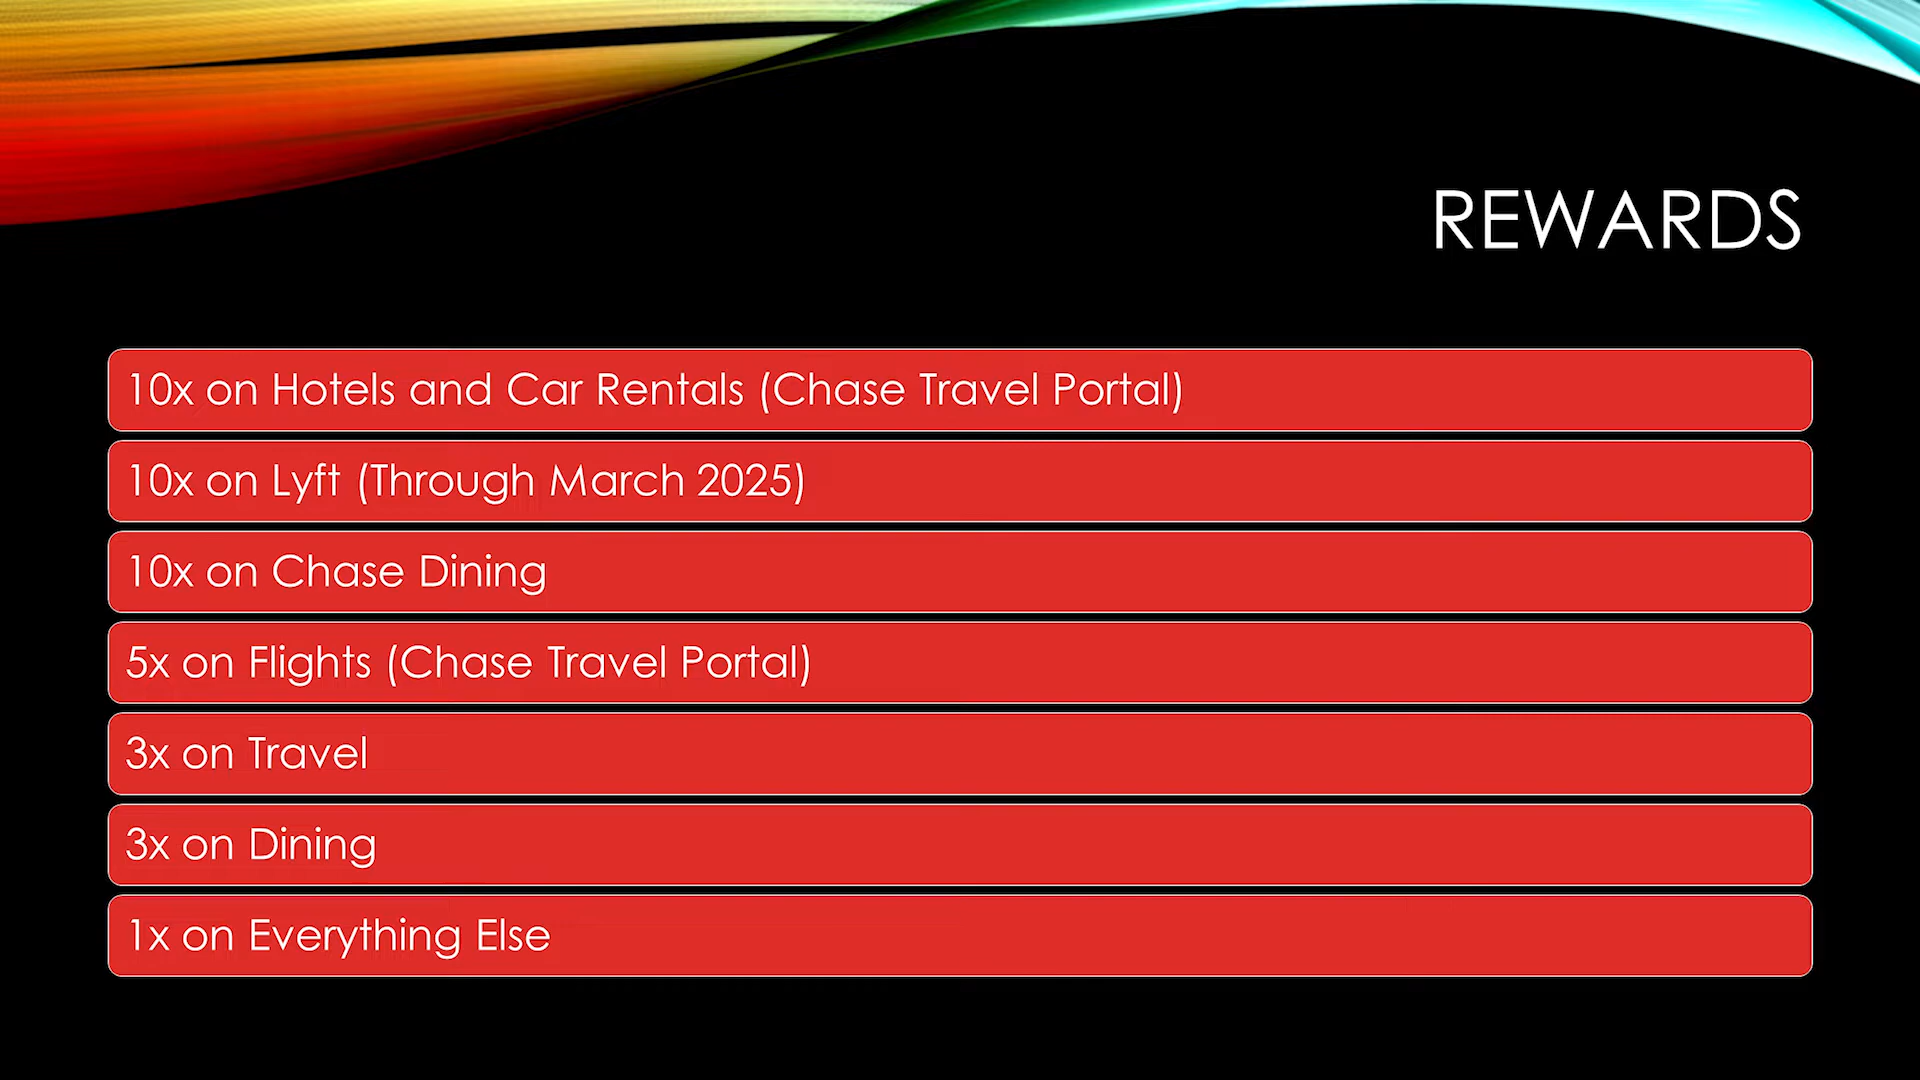 REWARDS
10x on Hotels and Car Rentals (Chase Travel Portal)
10x on Lyft (Through March 2025)
10x on Chase Dining
5x on Flights (Chase Travel Portal)
3x on Travel
3x on Dining
1x on Everything Else